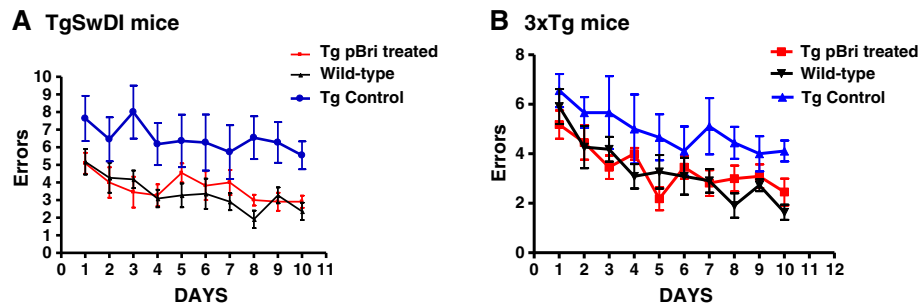 A TgSwDI mice
Tg pBri treated
Wild-type
Tg Control
Errors
10
9
8
7
6
5
4
3
2
1
0
0 1 2 3 4 5 6 7 8 9 10 11
DAYS
B 3xTg mice
Tg pBri treated
Wild-type
Tg Control
Errors
8
6
4
2
0
0 1 2 3 4 5 6 7 8 9 10 11 12
DAYS